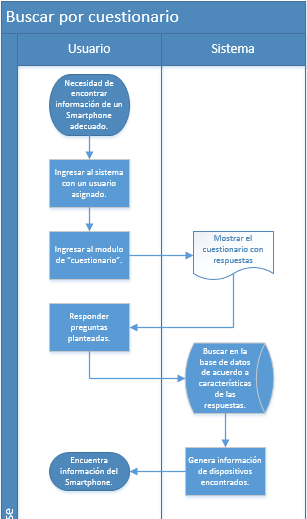 Buscar por cuestionario
Usuario
Sistema
Necesidad de
encontrar
información de un
Smartphone
adecuado.
Ingresar al sistema
con un usuario
asignado.
Ingresar al modulo
de “cuestionario”.
Mostrar el
cuestionario con
respuestas
Responder
preguntas
planteadas.
Buscar en la
base de datos
de acuerdo a
características
de las
respuestas.
Genera información
de dispositivos
encontrados.
Encuentra
información del
Smartphone.